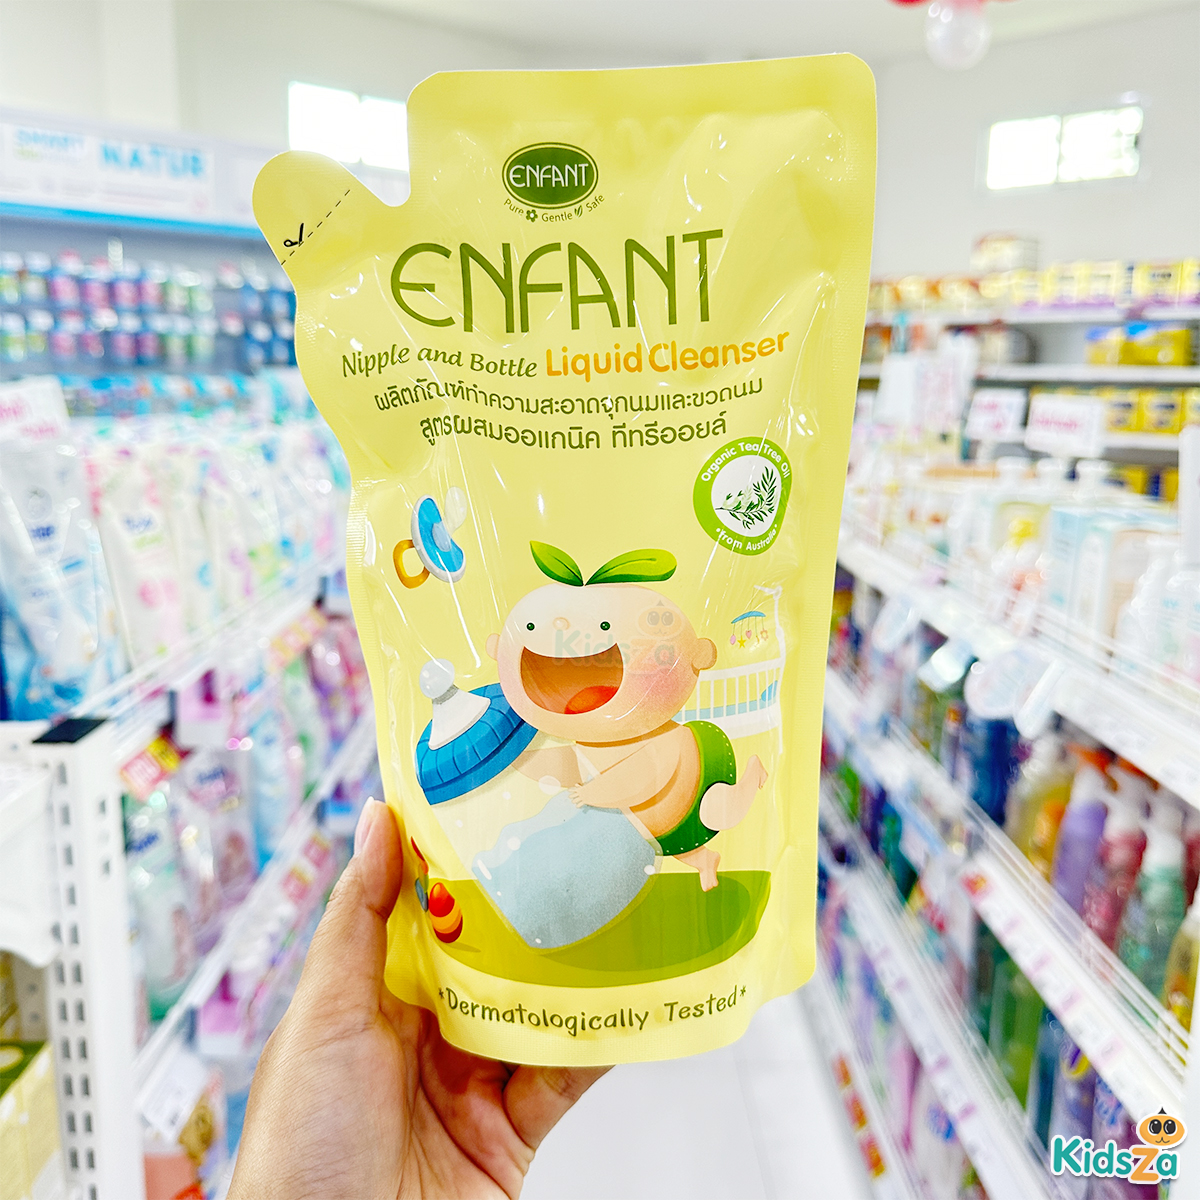 SMART
NATUR
ENFANT
Pure Gentle Safe
ENFANT
Nipple and Bottle Liquid Cleanser
ผลิตภัณฑ์ทำความสะอาดจุกนมและขวดนม
สูตรผสมออแกนิค ทีทรีออยล์
Organic Tea Tree Oil
*from Australia*
KidsZa
*Dermatologically Tested*
KidsZa